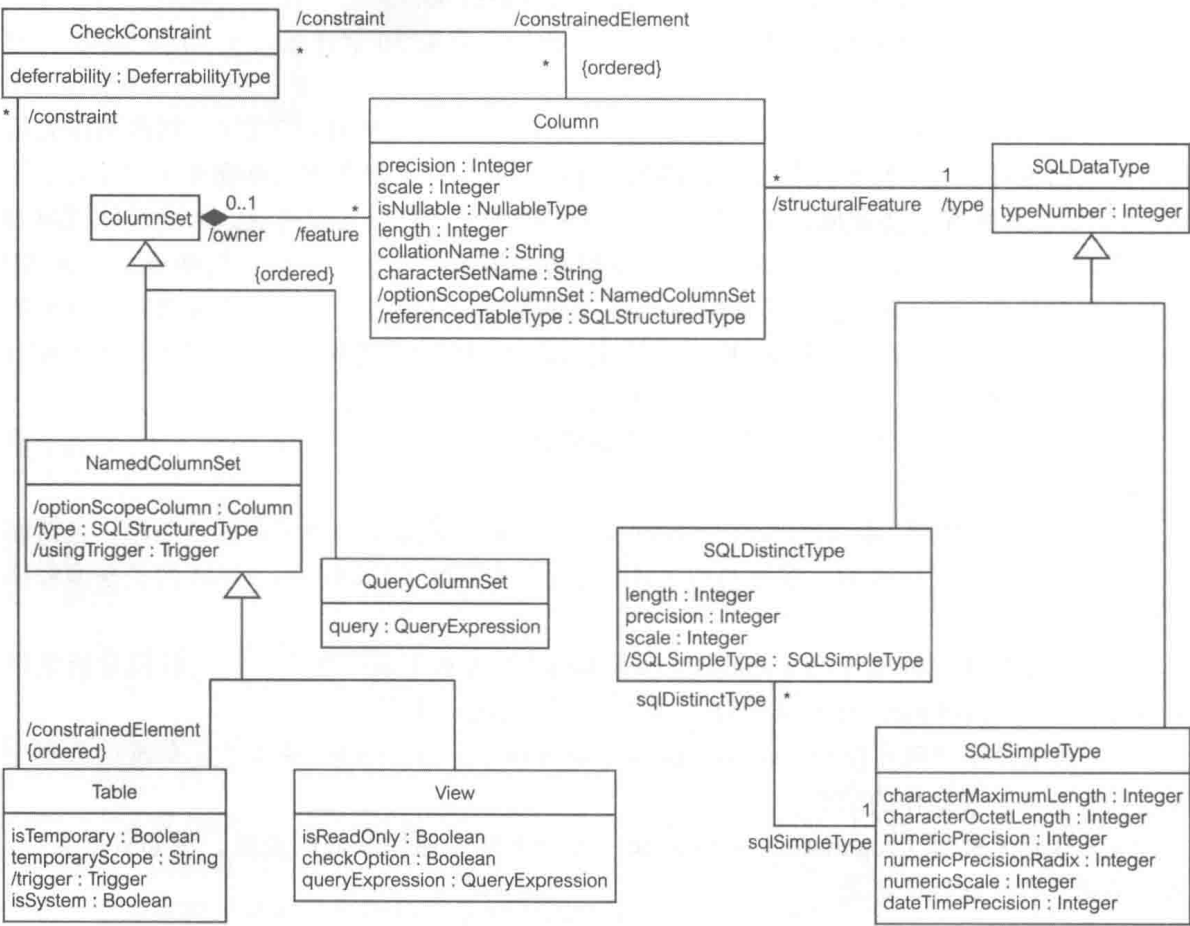 CheckConstraint
deferrability : DeferrabilityType
/constraint
*
/constrainedElement
*
{ordered}
*
/constraint
Column
precision : Integer
scale : Integer
isNullable : NullableType
length : Integer
collationName : String
characterSetName : String
/optionScopeColumnSet : NamedColumnSet
/referencedTableType : SQLStructuredType
SQLDataType
typeNumber : Integer
*
/structuralFeature
1
/type
ColumnSet
0..1
/owner
*
/feature
{ordered}
NamedColumnSet
/optionScopeColumn : Column
/type : SQLStructuredType
/usingTrigger : Trigger
QueryColumnSet
query : QueryExpression
SQLDistinctType
length : Integer
precision : Integer
scale : Integer
/SQLSimpleType : SQLSimpleType
sqlDistinctType
*
/constrainedElement
{ordered}
Table
isTemporary : Boolean
temporaryScope : String
/trigger : Trigger
isSystem : Boolean
View
isReadOnly : Boolean
checkOption : Boolean
queryExpression : QueryExpression
1
sqlSimpleType
SQLSimpleType
characterMaximumLength : Integer
characterOctetLength : Integer
numericPrecision : Integer
numericPrecisionRadix : Integer
numericScale : Integer
dateTimePrecision : Integer